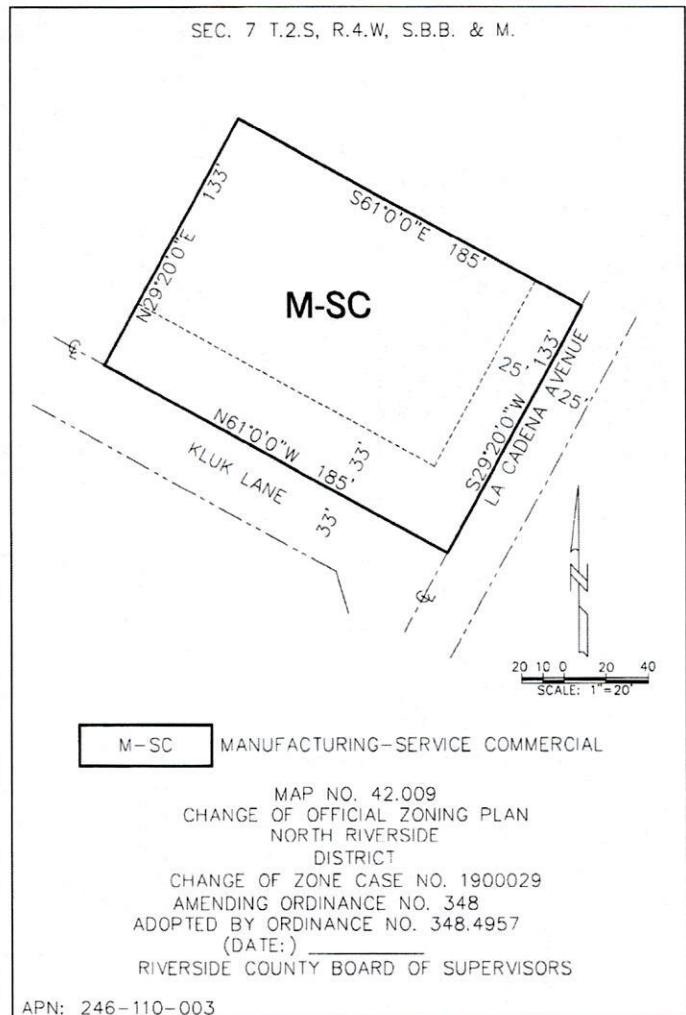 SEC. 7 T.2.S, R.4.W, S.B.B. & M.
133'
N29°20'0"E
S61°0'0"E 185'
M-SC
25' 133'
25'
S29°20'0"W
LA CADENA AVENUE
N61°0'0"W 185'
33'
KLUK LANE
33'
N
20 10 0 20 40
SCALE: 1"=20'
M-SC MANUFACTURING-SERVICE COMMERCIAL
MAP NO. 42.009
CHANGE OF OFFICIAL ZONING PLAN
NORTH RIVERSIDE
DISTRICT
CHANGE OF ZONE CASE NO. 1900029
AMENDING ORDINANCE NO. 348
ADOPTED BY ORDINANCE NO. 348.4957
(DATE:) ________
RIVERSIDE COUNTY BOARD OF SUPERVISORS
APN: 246-110-003